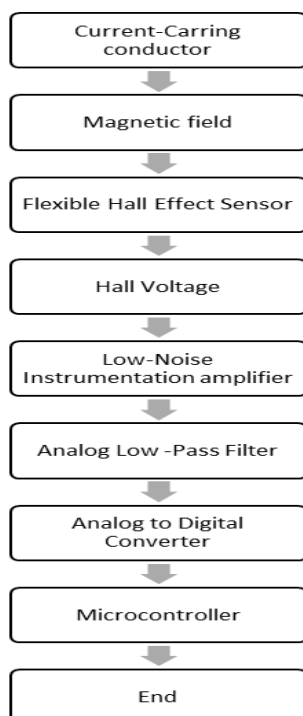 Current-Carring
conductor
Magnetic field
Flexible Hall Effect Sensor
Hall Voltage
Low-Noise
Instrumentation amplifier
Analog Low -Pass Filter
Analog to Digital
Converter
Microcontroller
End